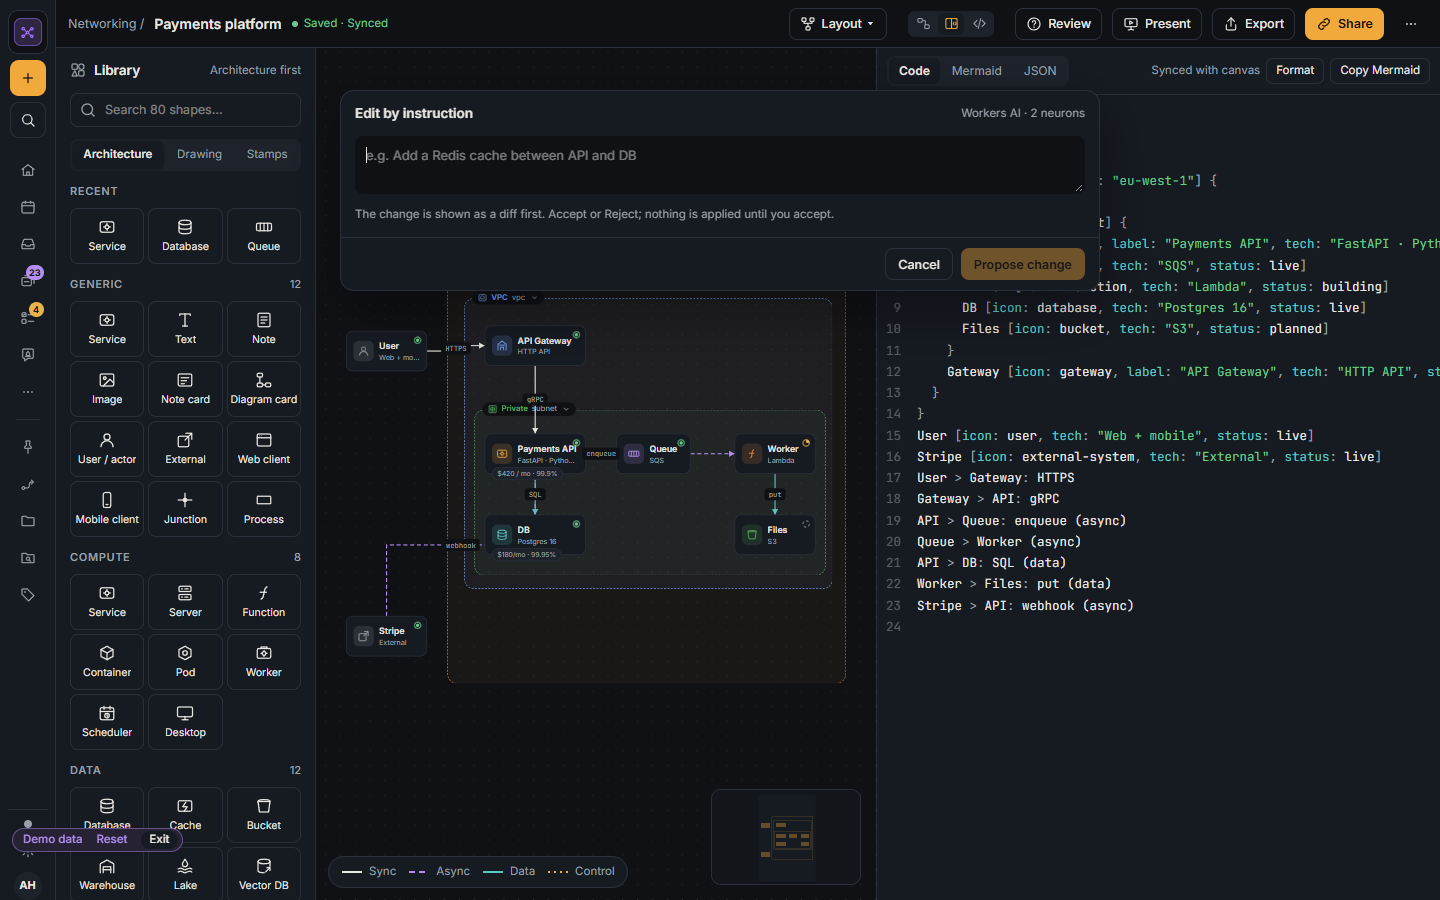 Networking / Payments platform Saved · Synced
Layout
Review
Present
Export
Share
Library
Architecture first
Search 80 shapes...
Architecture Drawing Stamps
RECENT
Service Database Queue
GENERIC 12
Service Text Note
Image Note card Diagram card
User / actor External Web client
Mobile client Junction Process
COMPUTE 8
Service Server Function
Container Pod Worker
Scheduler Desktop
DATA 12
Database Cache Bucket
Warehouse Lake Vector DB
23
4
Demo data Reset Exit
AH
Edit by instruction
Workers AI · 2 neurons
e.g. Add a Redis cache between API and DB
The change is shown as a diff first. Accept or Reject; nothing is applied until you accept.
Cancel Propose change
VPC vpc
User
Web + mo...
HTTPS
API Gateway
HTTP API
gRPC
Private subnet
Payments API
FastAPI · Pytho...
$420 / mo · 99.9%
enqueue
Queue
SQS
Worker
Lambda
SQL
put
DB
Postgres 16
$180/mo · 99.95%
Files
S3
webhook
Stripe
External
Sync Async Data Control
Code Mermaid JSON
Synced with canvas
Format
Copy Mermaid
: "eu-west-1"] {
t] {
, label: "Payments API", tech: "FastAPI · Pyth
, tech: "SQS", status: live]
tion, tech: "Lambda", status: building]
9 DB [icon: database, tech: "Postgres 16", status: live]
10 Files [icon: bucket, tech: "S3", status: planned]
11 }
12 Gateway [icon: gateway, label: "API Gateway", tech: "HTTP API", st
13 }
14 }
15 User [icon: user, tech: "Web + mobile", status: live]
16 Stripe [icon: external-system, tech: "External", status: live]
17 User > Gateway: HTTPS
18 Gateway > API: gRPC
19 API > Queue: enqueue (async)
20 Queue > Worker (async)
21 API > DB: SQL (data)
22 Worker > Files: put (data)
23 Stripe > API: webhook (async)
24